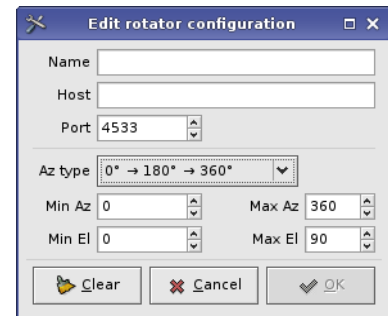 Edit rotator configuration
Name
Host
Port 4533
Az type 0° → 180° → 360°
Min Az 0 Max Az 360
Min El 0 Max El 90
Clear Cancel OK